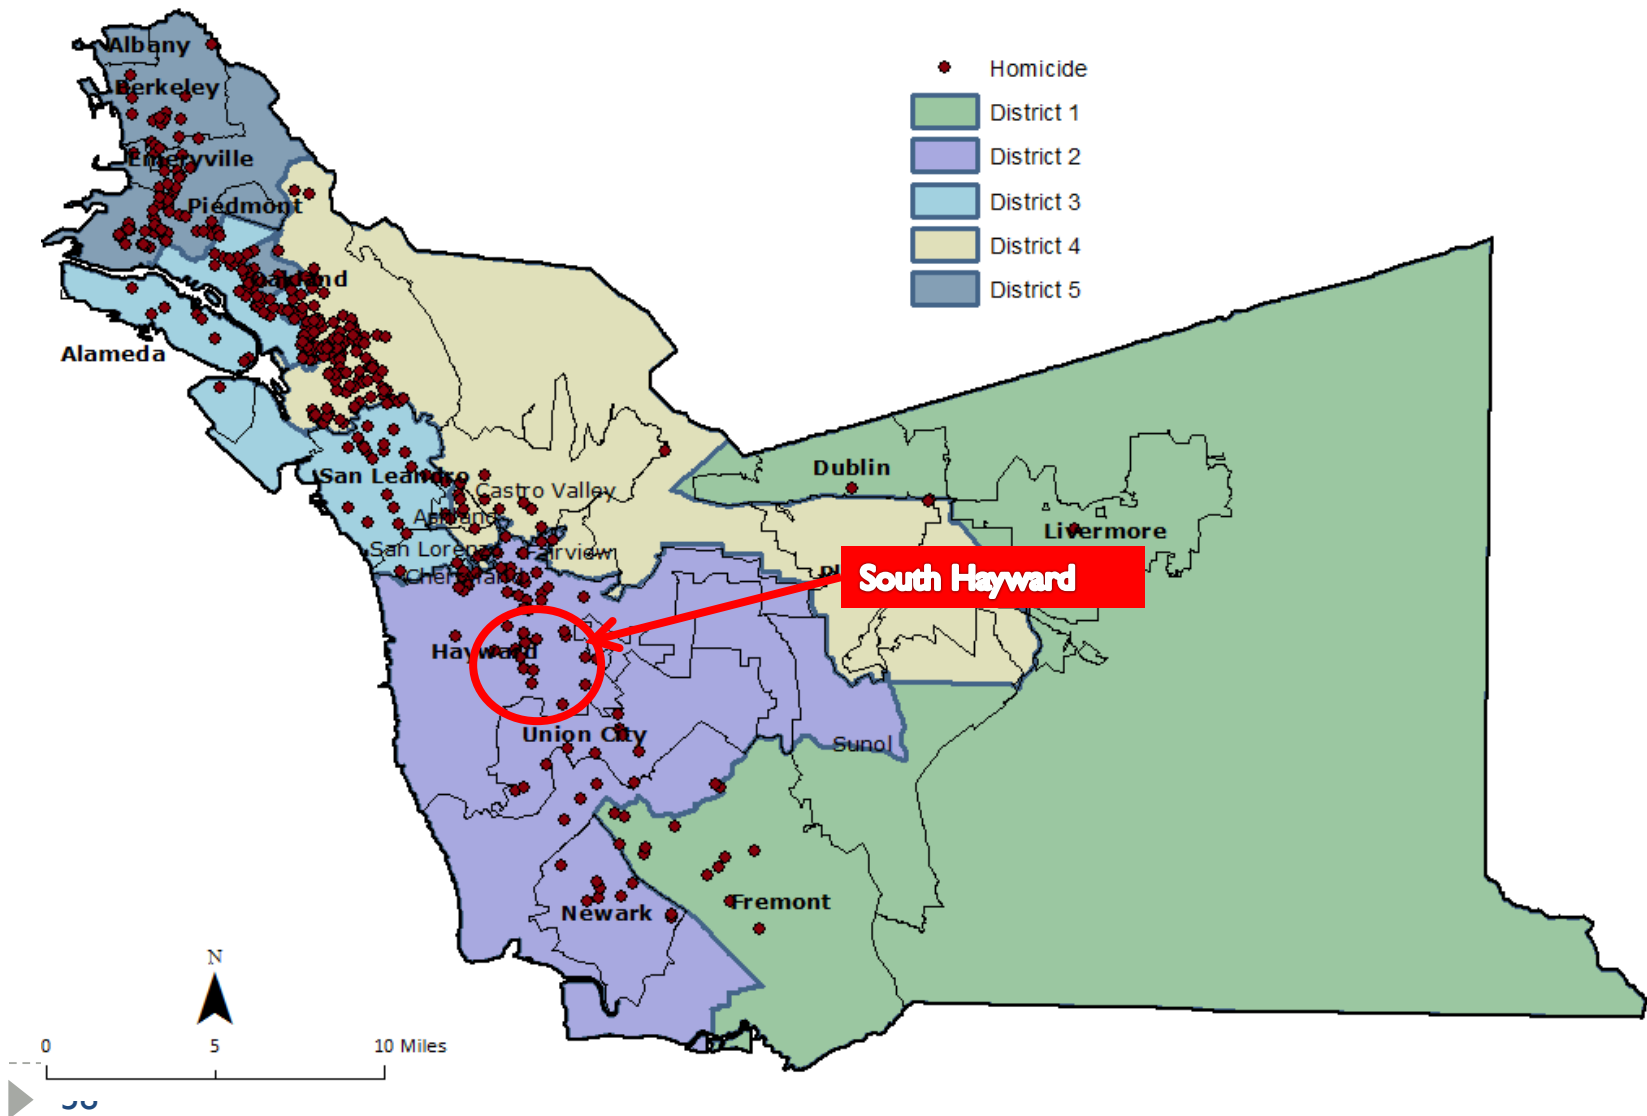 Albany
Berkeley
Emeryville
Piedmont
Oakland
Alameda
San Leandro
Castro Valley
Ashland
San Lorenzo
Fairview
Cherryland
Hayward
Union City
Newark
Fremont
Sunol
Dublin
Livermore
South Hayward
Homicide
District 1
District 2
District 3
District 4
District 5
N
0 5 10 Miles